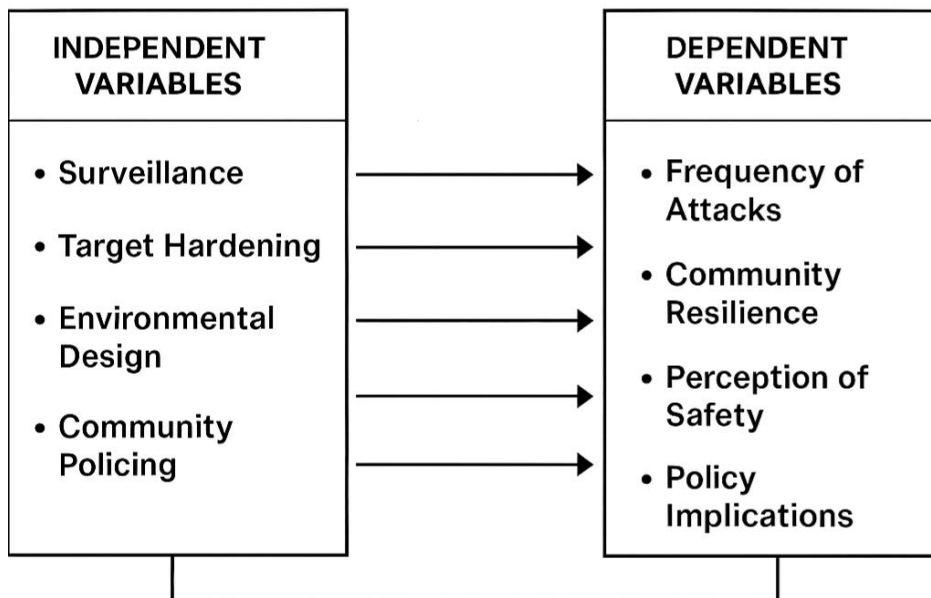 INDEPENDENT
VARIABLES
• Surveillance
• Target Hardening
• Environmental
Design
• Community
Policing
DEPENDENT
VARIABLES
• Frequency of
Attacks
• Community
Resilience
• Perception of
Safety
• Policy
Implications